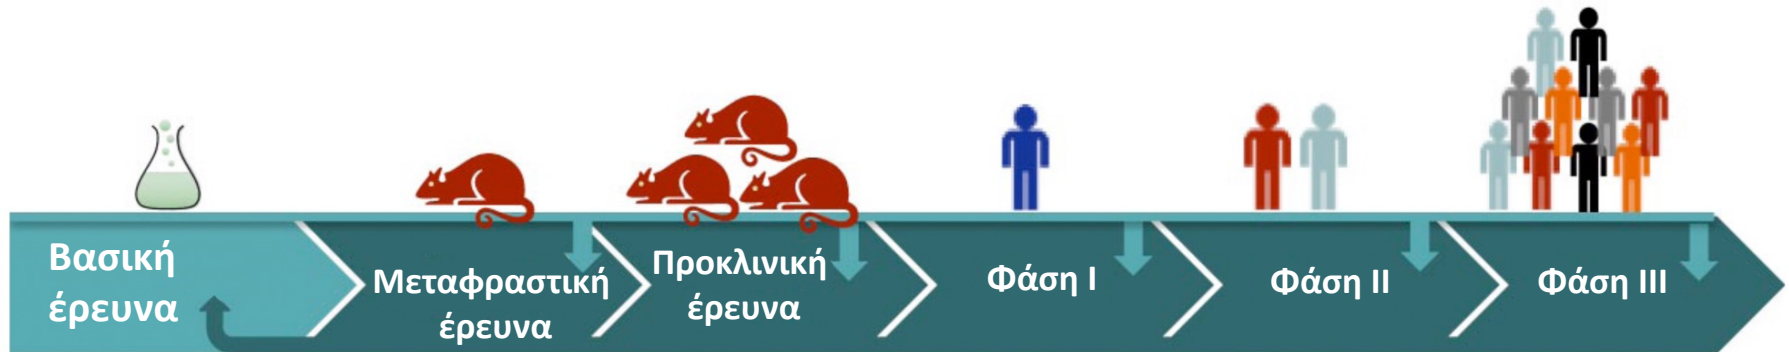 Βασική
έρευνα
Μεταφραστική
έρευνα
Προκλινική
έρευνα
Φάση I
Φάση II
Φάση III